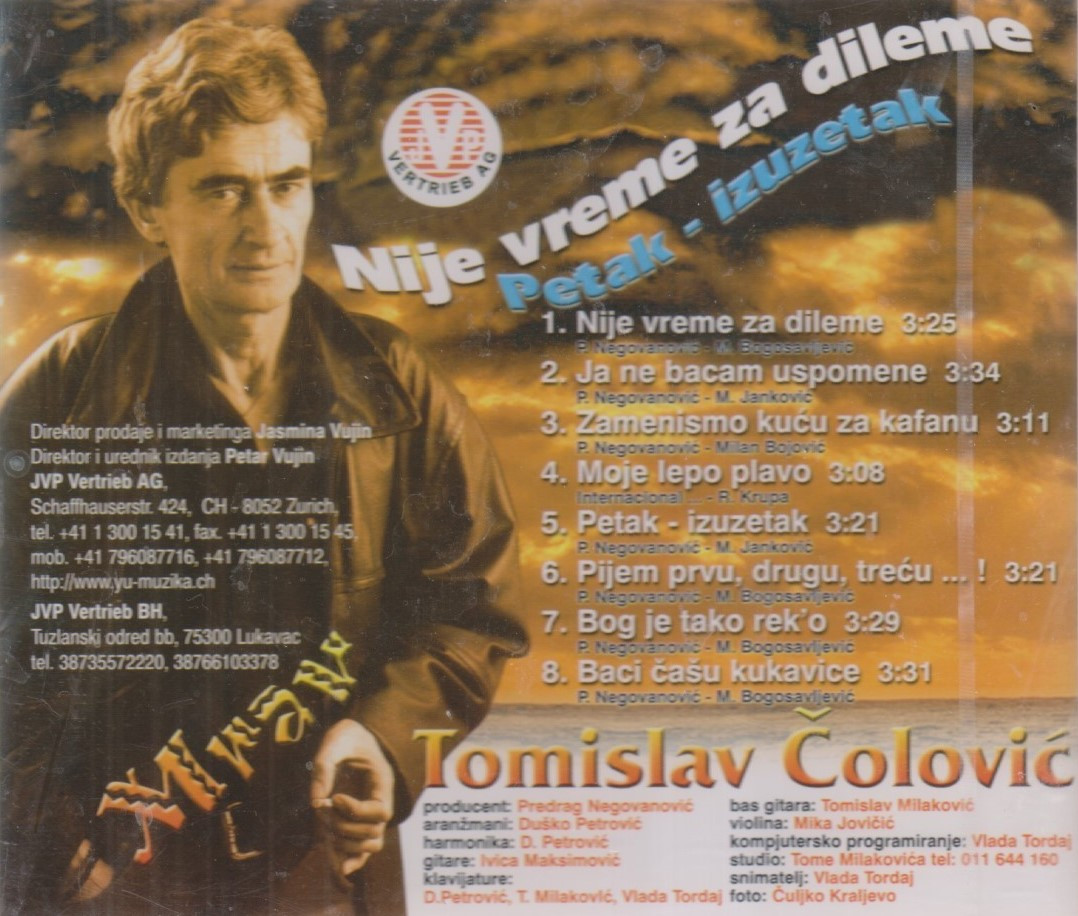 Nije vreme za dileme
Petak - izuzetak
JVP
VERTRIEB AG
1. Nije vreme za dileme 3:25
P. Negovanović - M. Bogosavljević
2. Ja ne bacam uspomene 3:34
P. Negovanović - M. Janković
3. Zamenismo kuću za kafanu 3:11
P. Negovanović - Milan Bojović
4. Moje lepo plavo 3:08
Internacional ... - R. Krupa
5. Petak - izuzetak 3:21
P. Negovanović - M. Janković
6. Pijem prvu, drugu, treću ... ! 3:21
P. Negovanović - M. Bogosavljević
7. Bog je tako rek'o 3:29
P. Negovanović - M. Bogosavljević
8. Baci čašu kukavice 3:31
P. Negovanović - M. Bogosavljević
Direktor prodaje i marketinga Jasmina Vujin
Direktor i urednik izdanja Petar Vujin
JVP Vertrieb AG,
Schaffhauserstr. 424, CH - 8052 Zurich,
tel. +41 1 300 15 41, fax. +41 1 300 15 45,
mob. +41 796087716, +41 796087712,
http://www.yu-muzika.ch
JVP Vertrieb BH,
Tuzlanski odred bb, 75300 Lukavac
tel. 38735572220, 38766103378
Tomislav Čolović
producent: Predrag Negovanović
aranžmani: Duško Petrović
harmonika: D. Petrović
gitare: Ivica Maksimović
klavijature:
D.Petrović, T. Milaković, Vlada Tordaj
bas gitara: Tomislav Milaković
violina: Mika Jovičić
kompjutersko programiranje: Vlada Tordaj
studio: Tome Milakovića tel: 011 644 160
snimatelj: Vlada Tordaj
foto: Čuljko Kraljevo